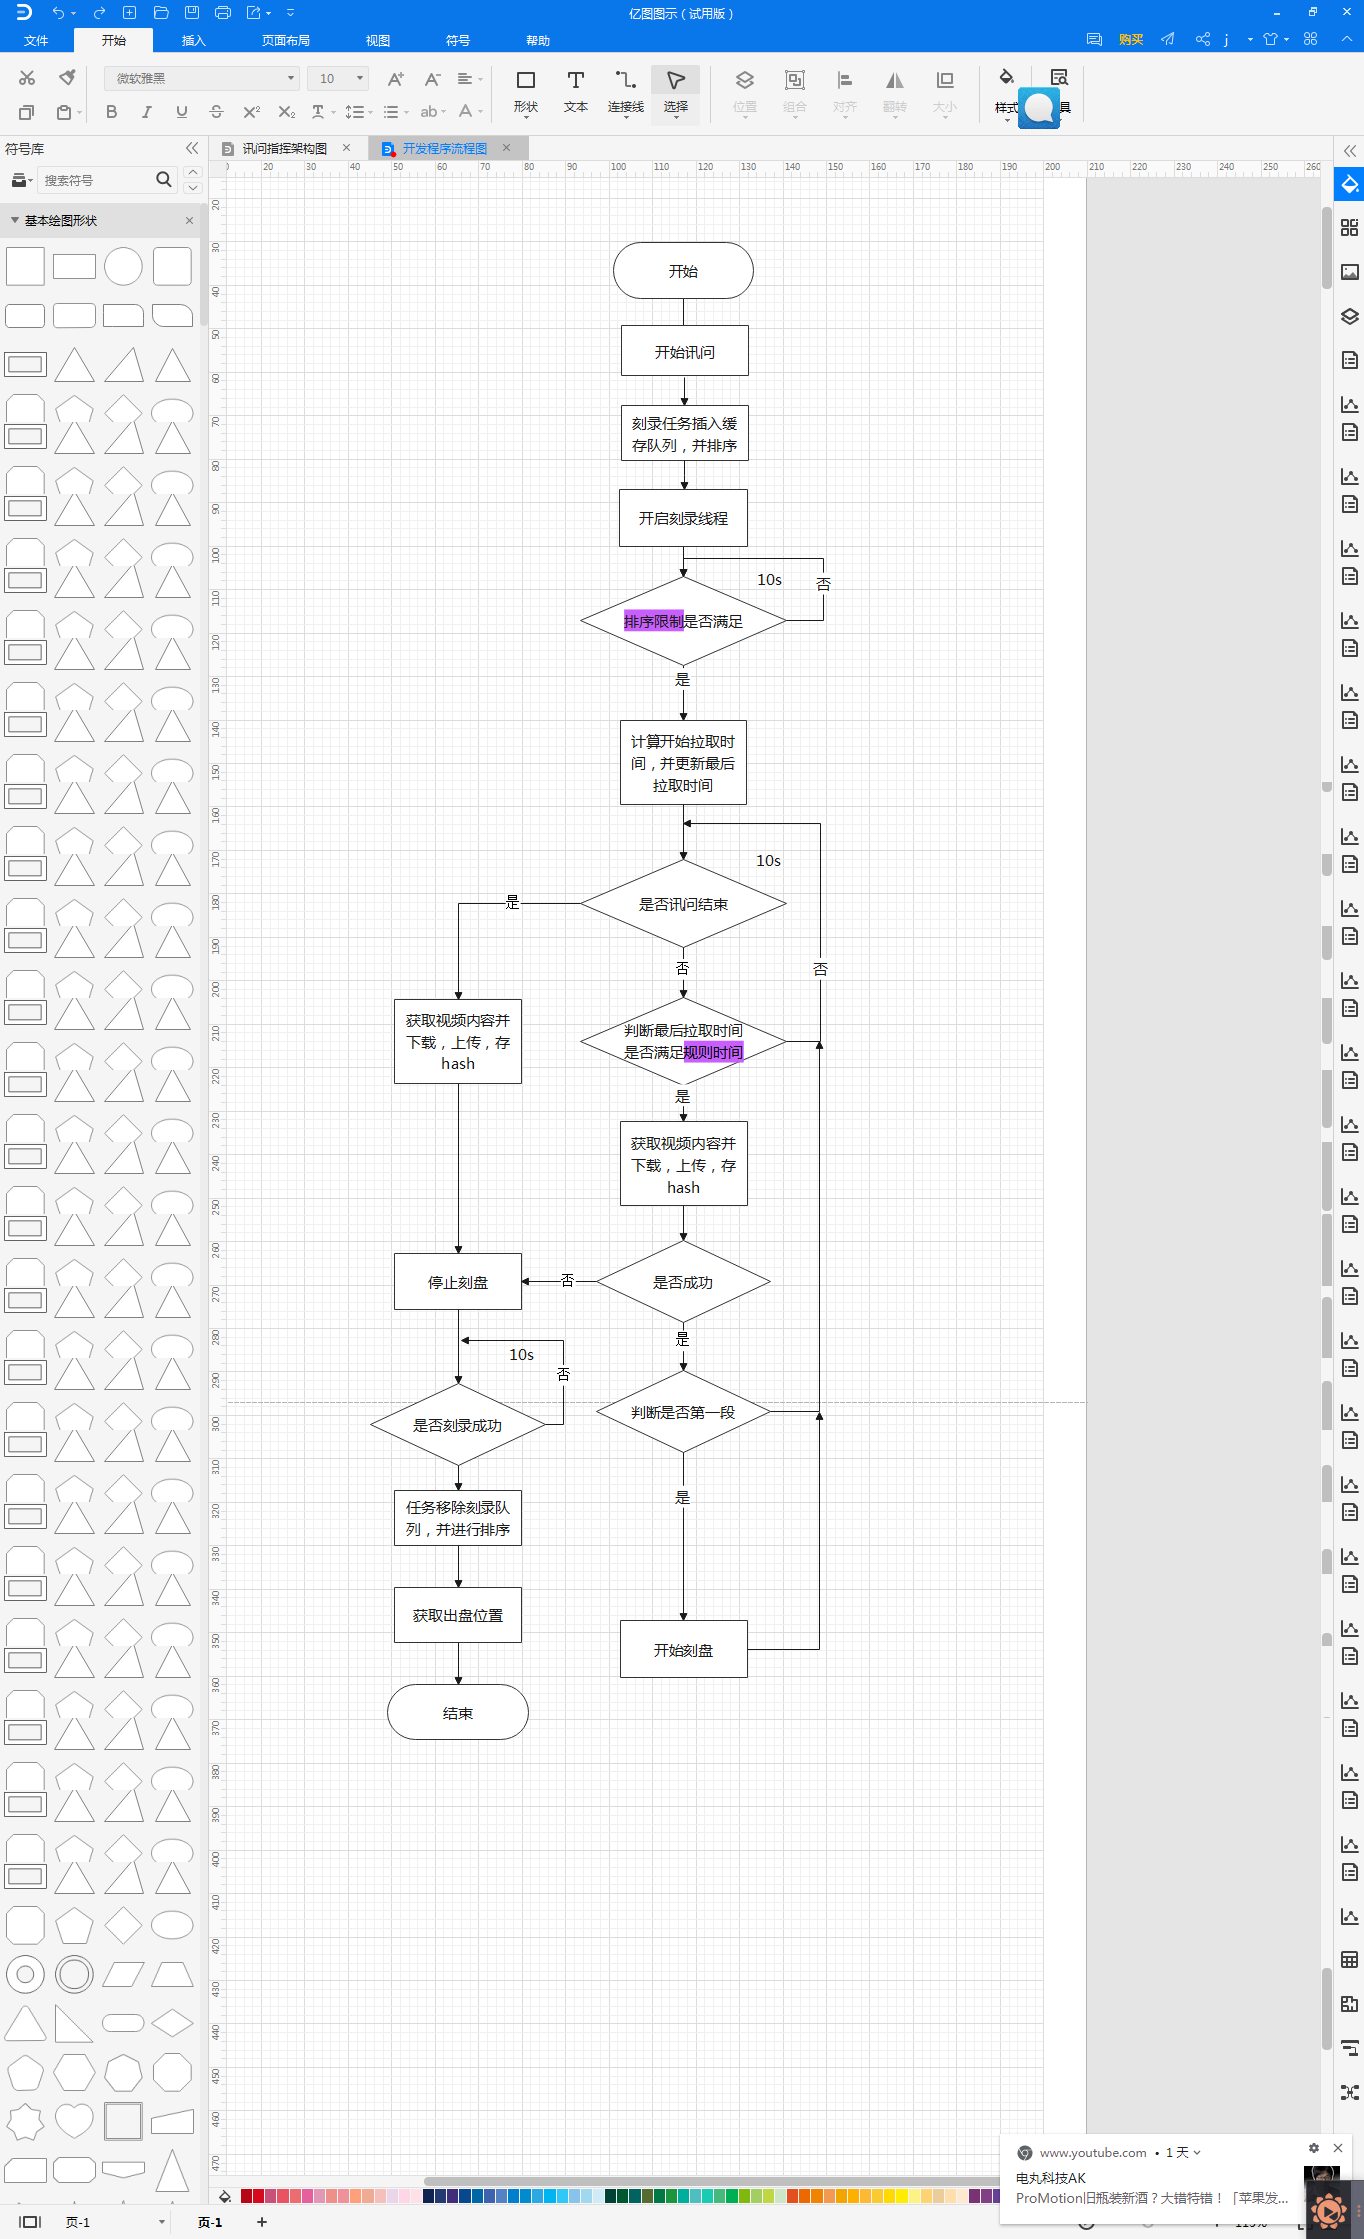 亿图图示（试用版）
文件
开始
插入
页面布局
视图
符号
帮助
购买
j
微软雅黑
10
形状
文本
连接线
选择
位置
组合
对齐
翻转
大小
样式
具
符号库
讯问指挥架构图
开发程序流程图
搜索符号
基本绘图形状
开始
开始讯问
刻录任务插入缓
存队列，并排序
开启刻录线程
10s
否
排序限制是否满足
是
计算开始拉取时
间，并更新最后
拉取时间
10s
是
是否讯问结束
否
否
获取视频内容并
下载，上传，存
hash
判断最后拉取时间
是否满足规则时间
是
获取视频内容并
下载，上传，存
hash
停止刻盘
否
是否成功
是
10s
否
是否刻录成功
判断是否第一段
是
任务移除刻录队
列，并进行排序
获取出盘位置
开始刻盘
结束
www.youtube.com • 1 天
电丸科技AK
ProMotion旧瓶装新酒？大错特错！「苹果发...
页-1
页-1